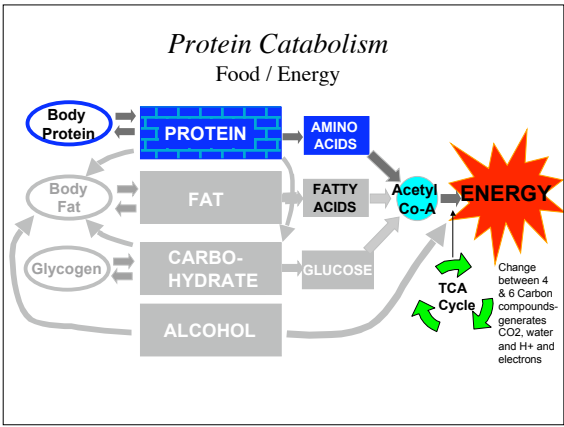 Protein Catabolism
Food / Energy
Body
Protein
PROTEIN
AMINO
ACIDS
Body
Fat
FAT
FATTY
ACIDS
Acetyl
Co-A
ENERGY
Glycogen
CARBO-
HYDRATE
GLUCOSE
ALCOHOL
TCA
Cycle
Change
between 4
& 6 Carbon
compounds-
generates
CO2, water
and H+ and
electrons